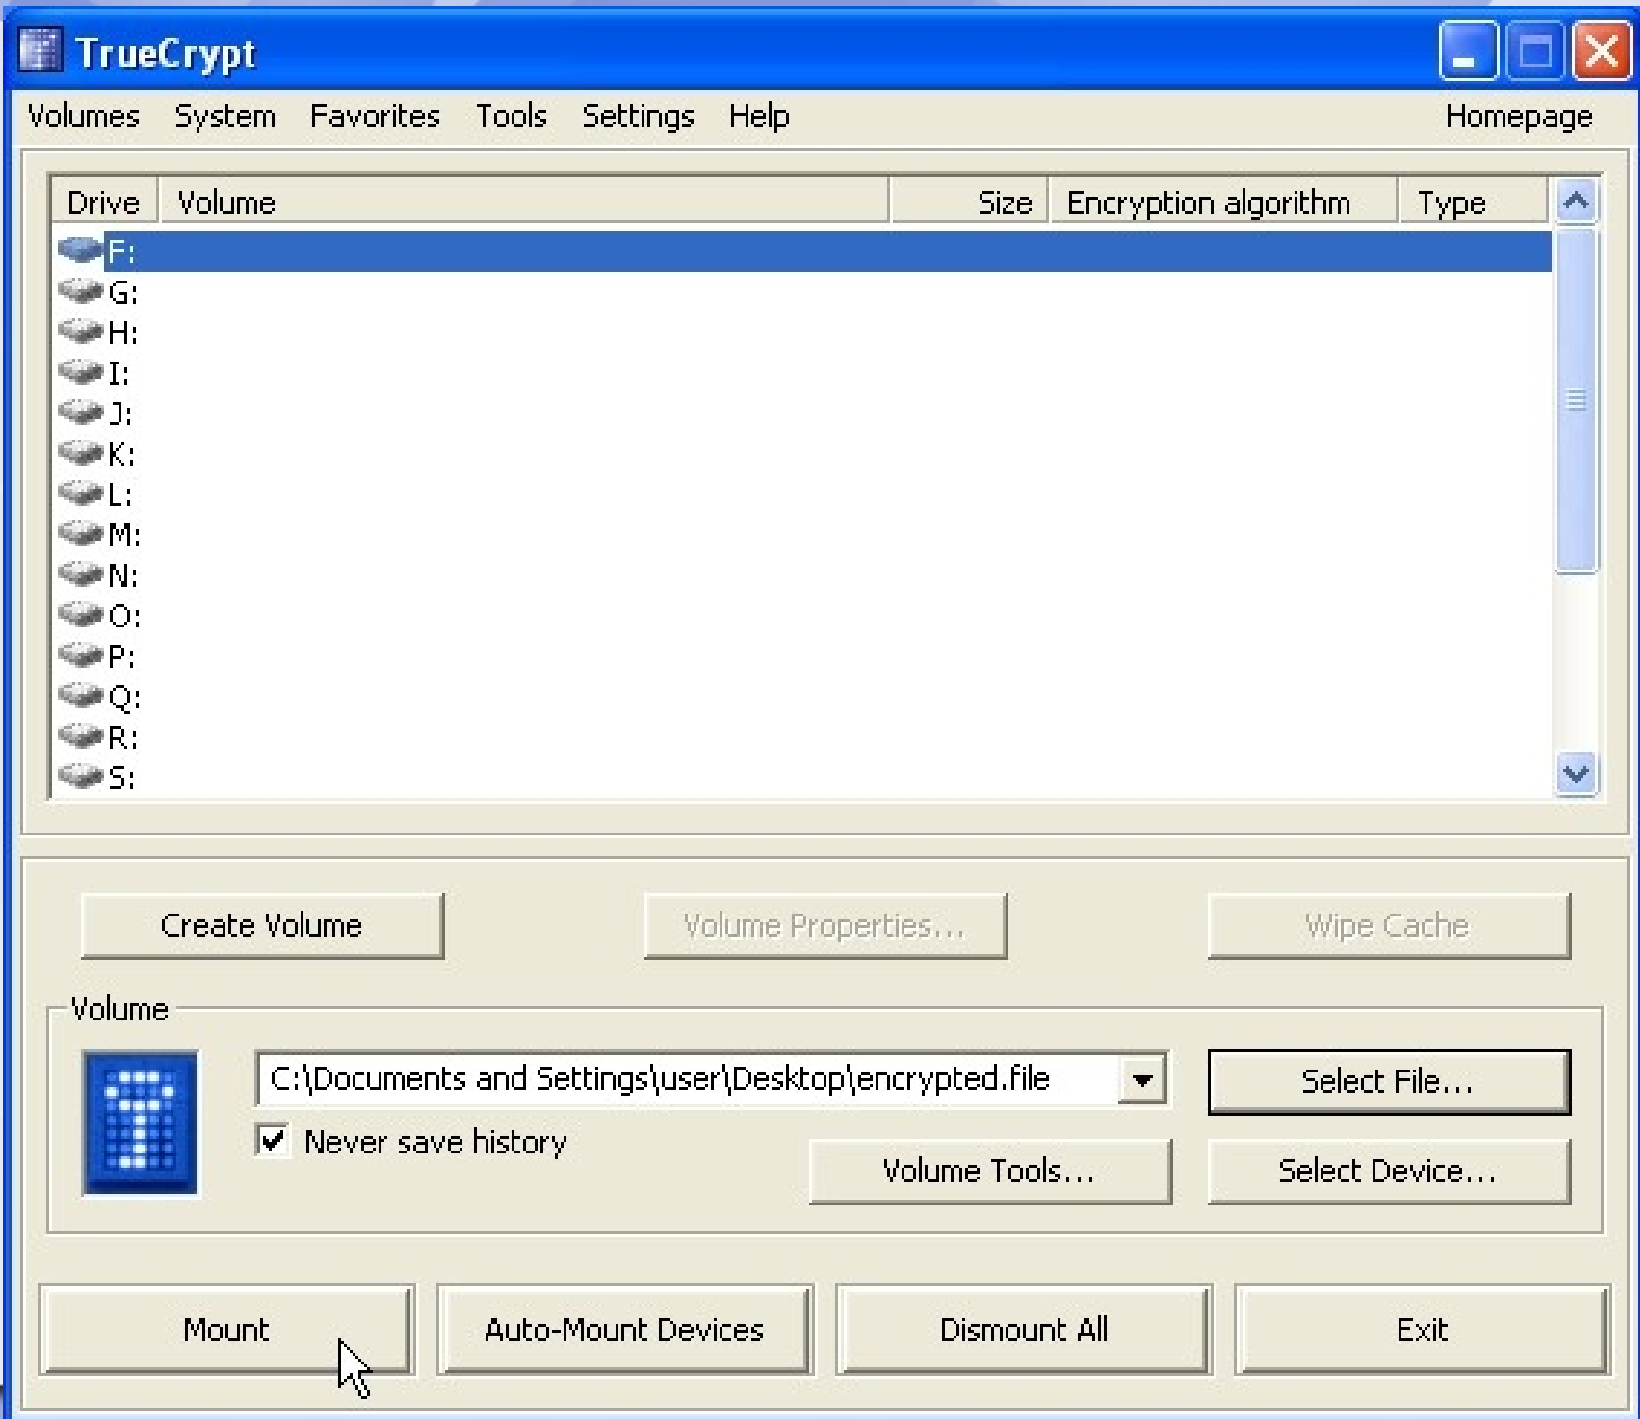 TrueCrypt
Volumes System Favorites Tools Settings Help Homepage
Drive Volume Size Encryption algorithm Type
F:
G:
H:
I:
J:
K:
L:
M:
N:
O:
P:
Q:
R:
S:
Create Volume Volume Properties... Wipe Cache
Volume
C:\Documents and Settings\user\Desktop\encrypted.file Select File...
Never save history
Volume Tools... Select Device...
Mount Auto-Mount Devices Dismount All Exit